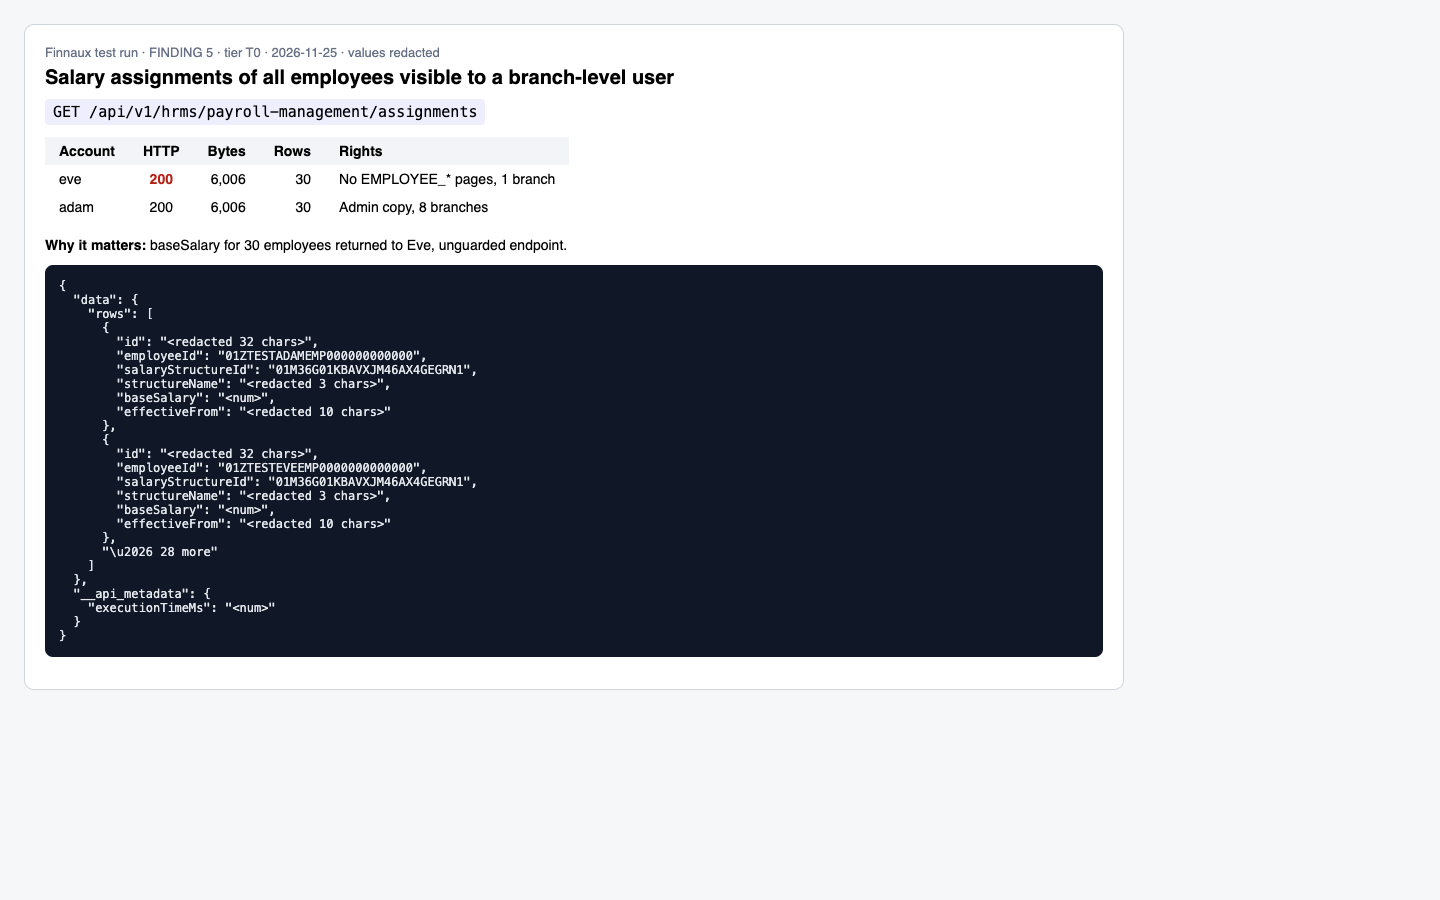 Finnaux test run · FINDING 5 · tier T0 · 2026-11-25 · values redacted
Salary assignments of all employees visible to a branch-level user
GET /api/v1/hrms/payroll-management/assignments
Account HTTP Bytes Rows Rights
eve 200 6,006 30 No EMPLOYEE_* pages, 1 branch
adam 200 6,006 30 Admin copy, 8 branches
Why it matters: baseSalary for 30 employees returned to Eve, unguarded endpoint.
{
  "data": {
    "rows": [
      {
        "id": "<redacted 32 chars>",
        "employeeId": "01ZTESTADAMEMP000000000000",
        "salaryStructureId": "01M36G01KBAVXJM46AX4GEGRN1",
        "structureName": "<redacted 3 chars>",
        "baseSalary": "<num>",
        "effectiveFrom": "<redacted 10 chars>"
      },
      {
        "id": "<redacted 32 chars>",
        "employeeId": "01ZTESTEVEEMP0000000000000",
        "salaryStructureId": "01M36G01KBAVXJM46AX4GEGRN1",
        "structureName": "<redacted 3 chars>",
        "baseSalary": "<num>",
        "effectiveFrom": "<redacted 10 chars>"
      },
      "\u2026 28 more"
    ]
  },
  "__api_metadata": {
    "executionTimeMs": "<num>"
  }
}